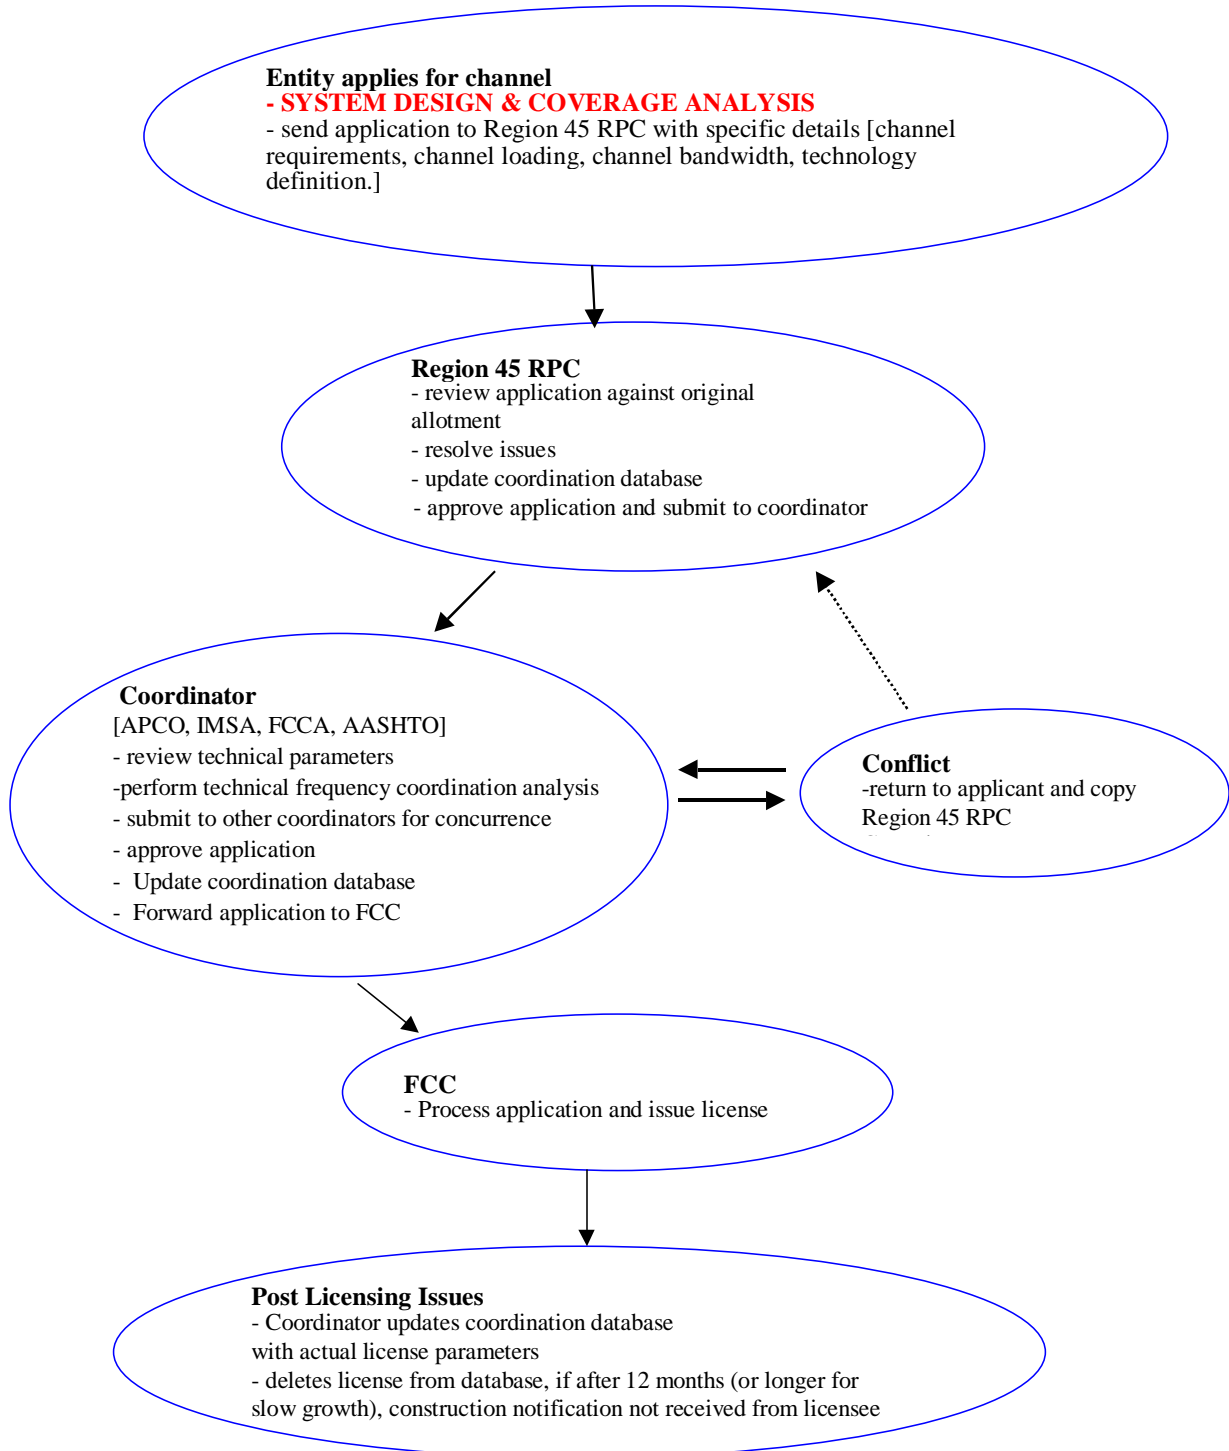 Entity applies for channel
- SYSTEM DESIGN & COVERAGE ANALYSIS
- send application to Region 45 RPC with specific details [channel
requirements, channel loading, channel bandwidth, technology
definition.]
Region 45 RPC
- review application against original
allotment
- resolve issues
- update coordination database
- approve application and submit to coordinator
Coordinator
[APCO, IMSA, FCCA, AASHTO]
- review technical parameters
-perform technical frequency coordination analysis
- submit to other coordinators for concurrence
- approve application
- Update coordination database
- Forward application to FCC
Conflict
-return to applicant and copy
Region 45 RPC
FCC
- Process application and issue license
Post Licensing Issues
- Coordinator updates coordination database
with actual license parameters
- deletes license from database, if after 12 months (or longer for
slow growth), construction notification not received from licensee